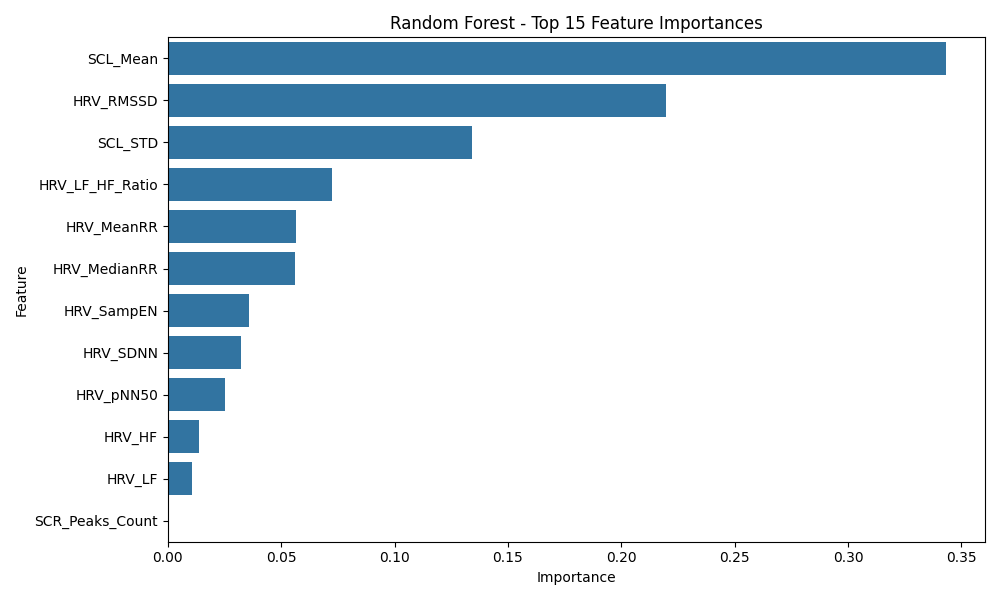 Random Forest - Top 15 Feature Importances
SCL_Mean
HRV_RMSSD
SCL_STD
HRV_LF_HF_Ratio
HRV_MeanRR
HRV_MedianRR
HRV_SampEN
HRV_SDNN
HRV_pNN50
HRV_HF
HRV_LF
SCR_Peaks_Count
Feature
0.00 0.05 0.10 0.15 0.20 0.25 0.30 0.35
Importance